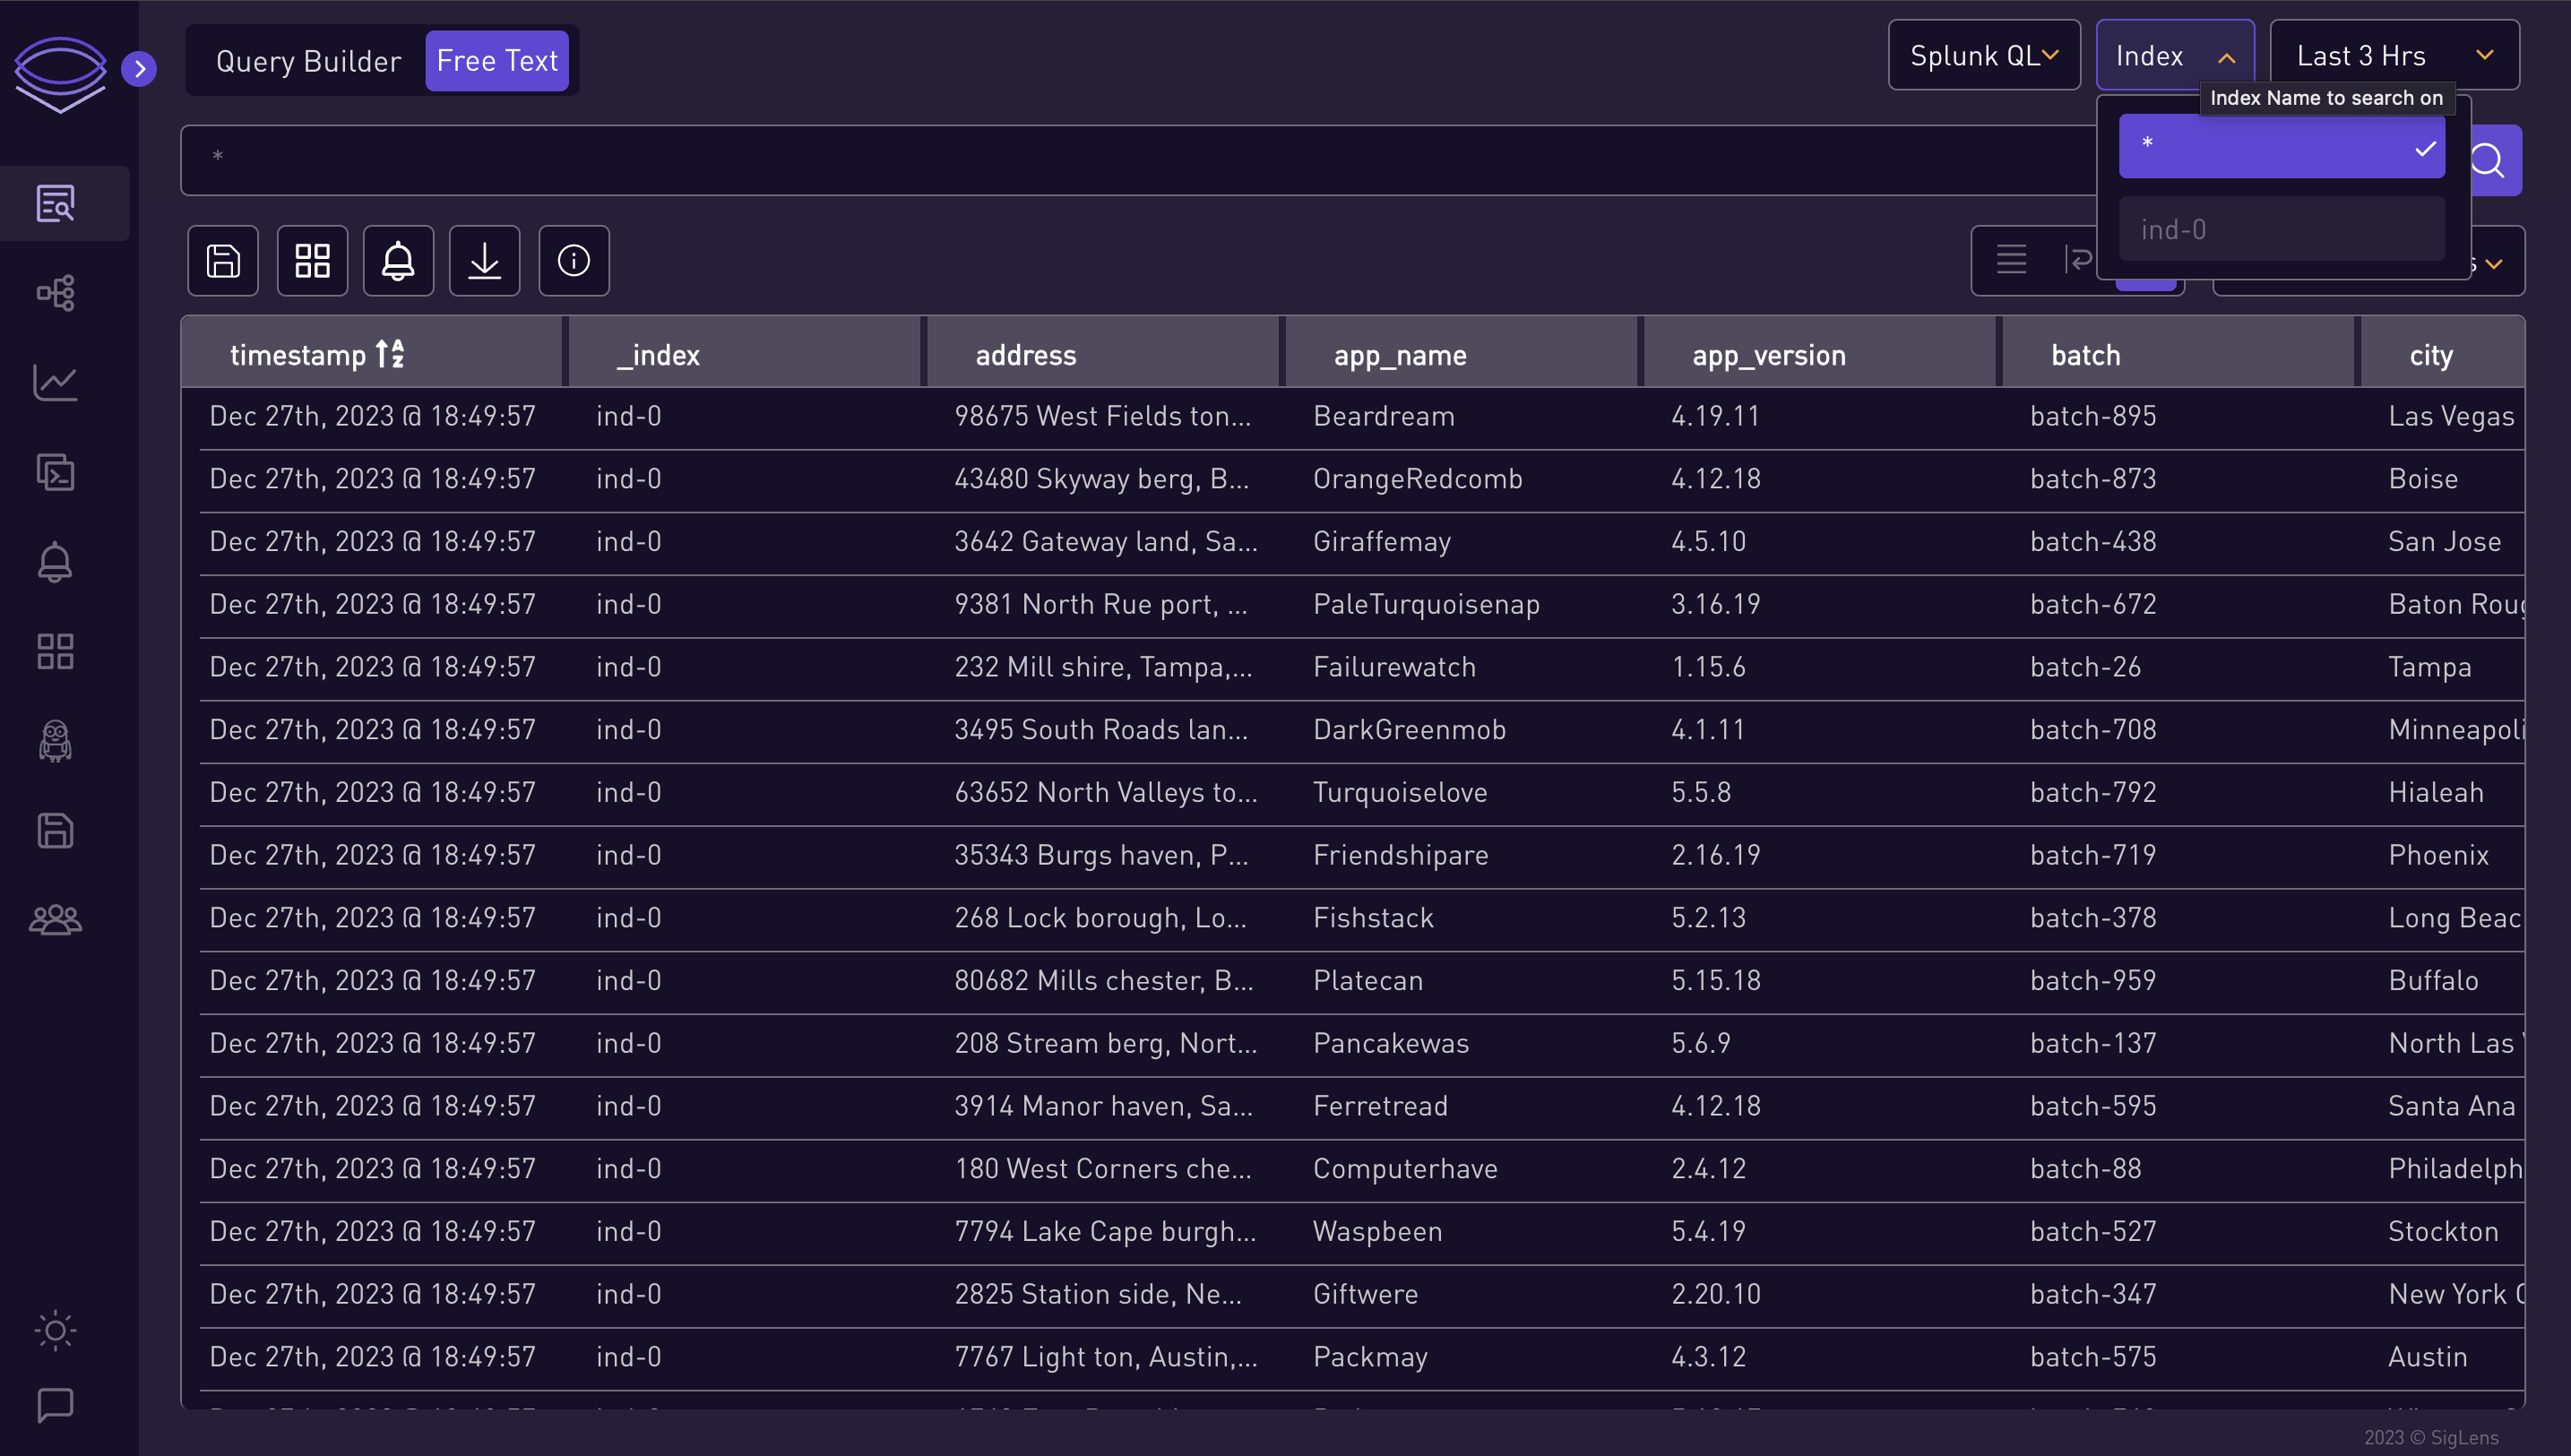 Query Builder Free Text Splunk QL Index Last 3 Hrs
Index Name to search on
*
*
ind-0
timestamp _index address app_name app_version batch city
Dec 27th, 2023 @ 18:49:57 ind-0 98675 West Fields ton... Beardream 4.19.11 batch-895 Las Vegas
Dec 27th, 2023 @ 18:49:57 ind-0 43480 Skyway berg, B... OrangeRedcomb 4.12.18 batch-873 Boise
Dec 27th, 2023 @ 18:49:57 ind-0 3642 Gateway land, Sa... Giraffemay 4.5.10 batch-438 San Jose
Dec 27th, 2023 @ 18:49:57 ind-0 9381 North Rue port, ... PaleTurquoisenap 3.16.19 batch-672 Baton Roug
Dec 27th, 2023 @ 18:49:57 ind-0 232 Mill shire, Tampa,... Failurewatch 1.15.6 batch-26 Tampa
Dec 27th, 2023 @ 18:49:57 ind-0 3495 South Roads lan... DarkGreenmob 4.1.11 batch-708 Minneapoli
Dec 27th, 2023 @ 18:49:57 ind-0 63652 North Valleys to... Turquoiselove 5.5.8 batch-792 Hialeah
Dec 27th, 2023 @ 18:49:57 ind-0 35343 Burgs haven, P... Friendshipare 2.16.19 batch-719 Phoenix
Dec 27th, 2023 @ 18:49:57 ind-0 268 Lock borough, Lo... Fishstack 5.2.13 batch-378 Long Beac
Dec 27th, 2023 @ 18:49:57 ind-0 80682 Mills chester, B... Platecan 5.15.18 batch-959 Buffalo
Dec 27th, 2023 @ 18:49:57 ind-0 208 Stream berg, Nort... Pancakewas 5.6.9 batch-137 North Las
Dec 27th, 2023 @ 18:49:57 ind-0 3914 Manor haven, Sa... Ferretread 4.12.18 batch-595 Santa Ana
Dec 27th, 2023 @ 18:49:57 ind-0 180 West Corners che... Computerhave 2.4.12 batch-88 Philadelph
Dec 27th, 2023 @ 18:49:57 ind-0 7794 Lake Cape burgh... Waspbeen 5.4.19 batch-527 Stockton
Dec 27th, 2023 @ 18:49:57 ind-0 2825 Station side, Ne... Giftwere 2.20.10 batch-347 New York C
Dec 27th, 2023 @ 18:49:57 ind-0 7767 Light ton, Austin,... Packmay 4.3.12 batch-575 Austin
2023 © SigLens